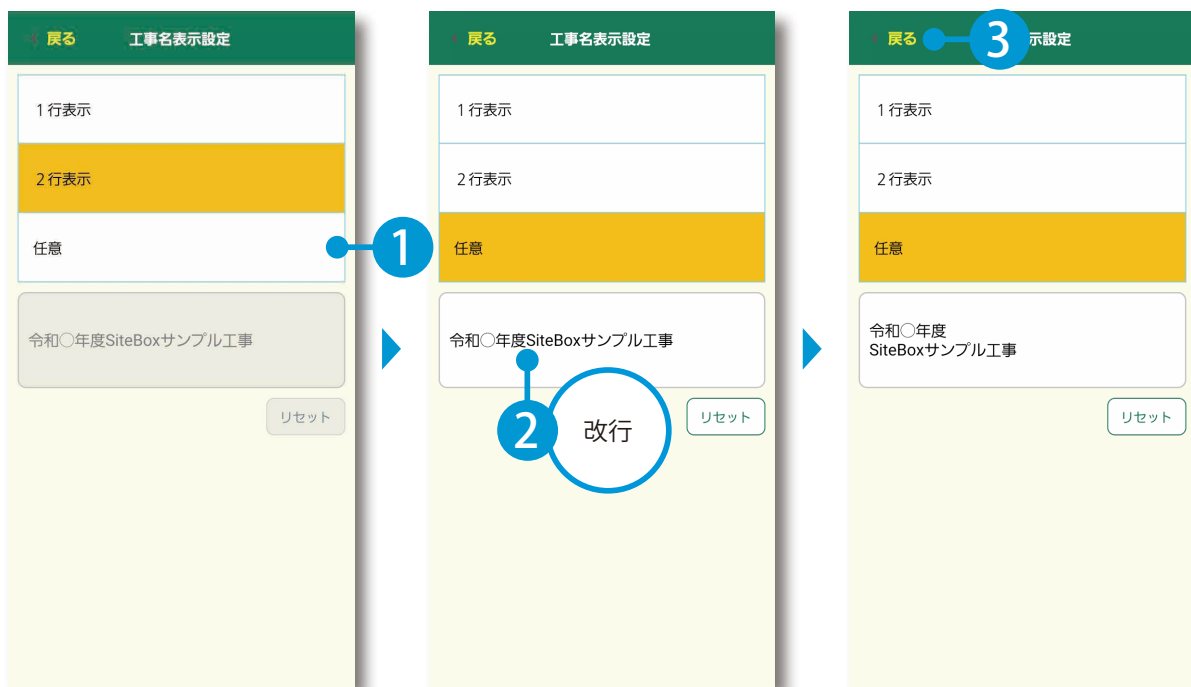 戻る 工事名表示設定
1行表示
2行表示
任意
1
令和〇年度SiteBoxサンプル工事
リセット
戻る 工事名表示設定
1行表示
2行表示
任意
令和〇年度SiteBoxサンプル工事
2
改行
リセット
戻る 3 示設定
1行表示
2行表示
任意
令和〇年度
SiteBoxサンプル工事
リセット